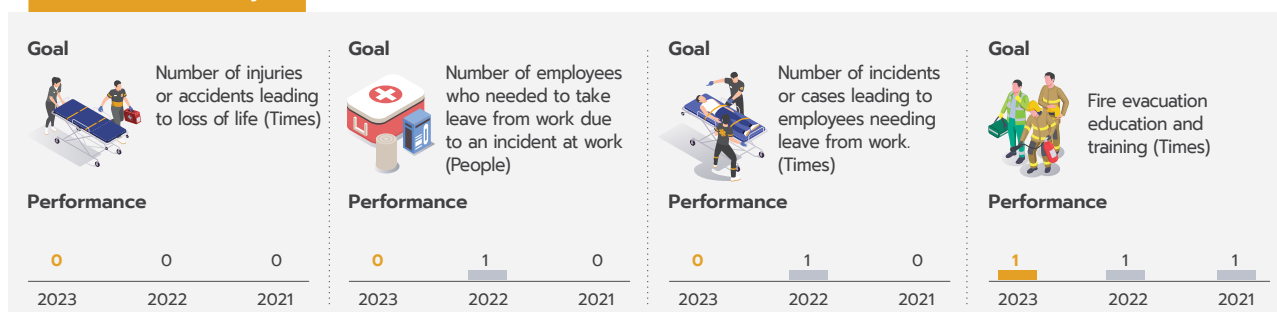 Goal
Number of injuries
or accidents leading
to loss of life (Times)
Performance
0 0 0
2023 2022 2021
Goal
Number of employees
who needed to take
leave from work due
to an incident at work
(People)
Performance
0 1 0
2023 2022 2021
Goal
Number of incidents
or cases leading to
employees needing
leave from work.
(Times)
Performance
0 1 0
2023 2022 2021
Goal
Fire evacuation
education and
training (Times)
Performance
1 1 1
2023 2022 2021